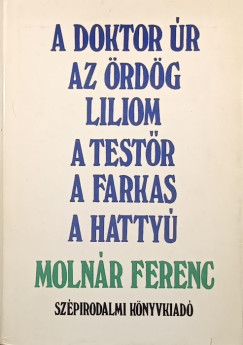 A DOKTOR ÚR
AZ ÖRDÖG
LILIOM
A TESTŐR
A FARKAS
A HATTYÚ
MOLNÁR FERENC
SZÉPIRODALMI KÖNYVKIADÓ